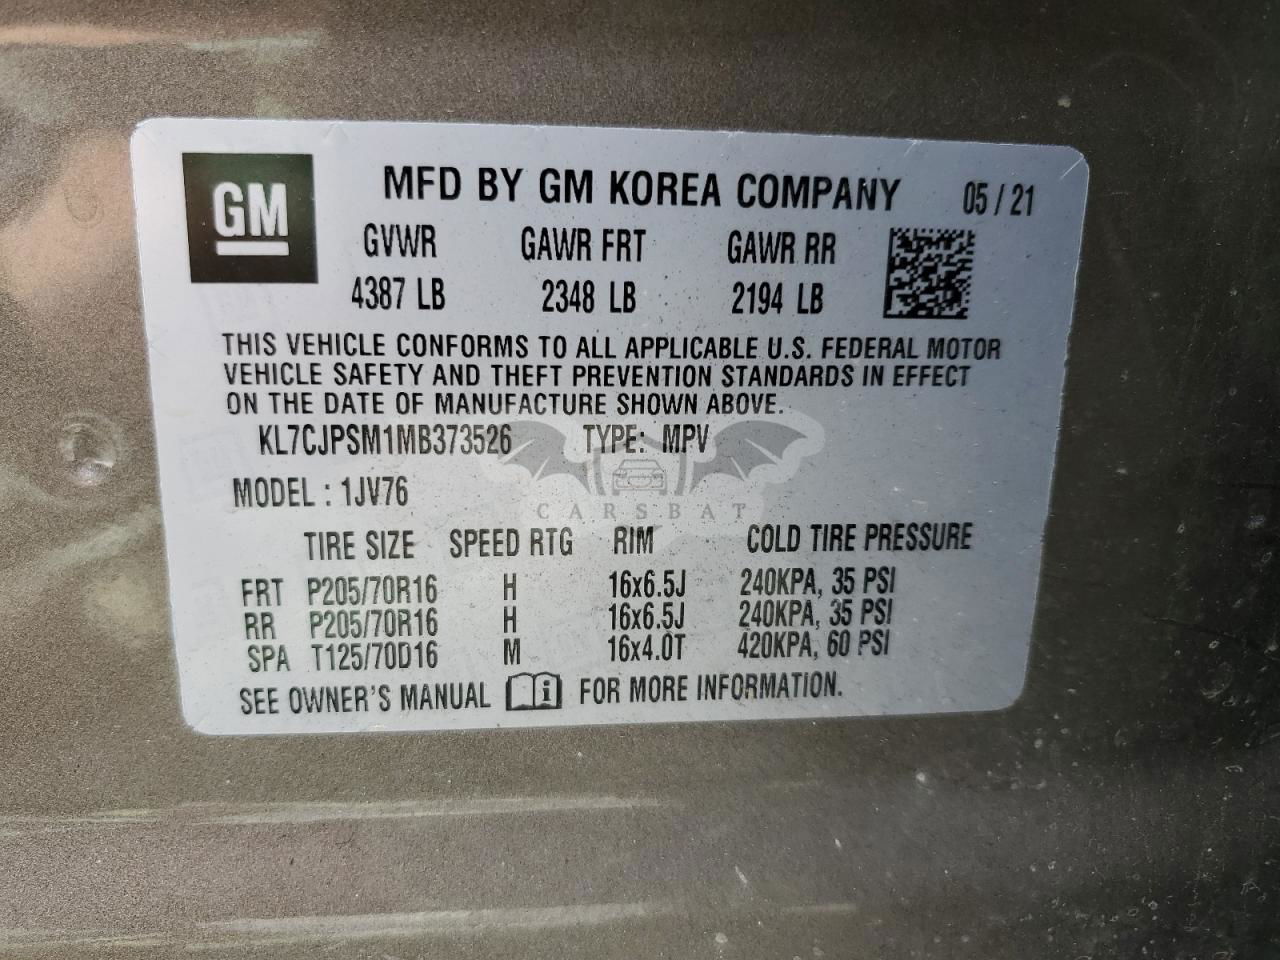 GM
MFD BY GM KOREA COMPANY 05 / 21
GVWR GAWR FRT GAWR RR
4387 LB 2348 LB 2194 LB
THIS VEHICLE CONFORMS TO ALL APPLICABLE U.S. FEDERAL MOTOR
VEHICLE SAFETY AND THEFT PREVENTION STANDARDS IN EFFECT
ON THE DATE OF MANUFACTURE SHOWN ABOVE.
KL7CJPSM1MB373526 TYPE: MPV
MODEL : 1JV76
CARSBAT
TIRE SIZE SPEED RTG RIM COLD TIRE PRESSURE
FRT P205/70R16 H 16x6.5J 240KPA, 35 PSI
RR P205/70R16 H 16x6.5J 240KPA, 35 PSI
SPA T125/70D16 M 16x4.0T 420KPA, 60 PSI
SEE OWNER'S MANUAL i FOR MORE INFORMATION.